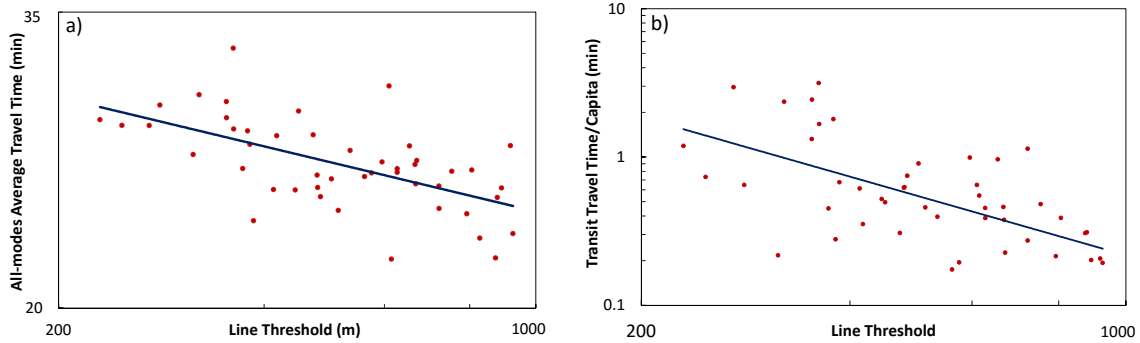 a)
35
20
All-modes Average Travel Time (min)
200
Line Threshold (m)
1000
b)
10
1
0.1
Transit Travel Time/Capita (min)
200
Line Threshold
1000